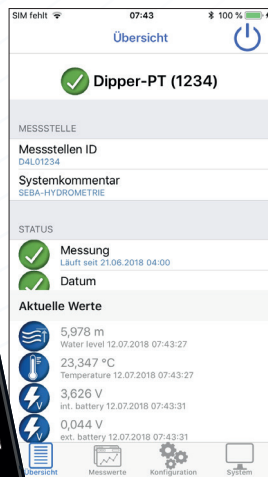 SIM fehlt 07:43 100 %
Übersicht
Dipper-PT (1234)
MESSSTELLE
Messstellen ID
D4L01234
Systemkommentar
SEBA-HYDROMETRIE
STATUS
Messung
Läuft seit 21.06.2018 04:00
Datum
Aktuelle Werte
5,978 m
Water level 12.07.2018 07:43:27
23,347 °C
Temperature 12.07.2018 07:43:27
V
3,626 V
int. battery 12.07.2018 07:43:31
V
0,044 V
ext. battery 12.07.2018 07:43:31
Übersicht Messwerte Konfiguration System